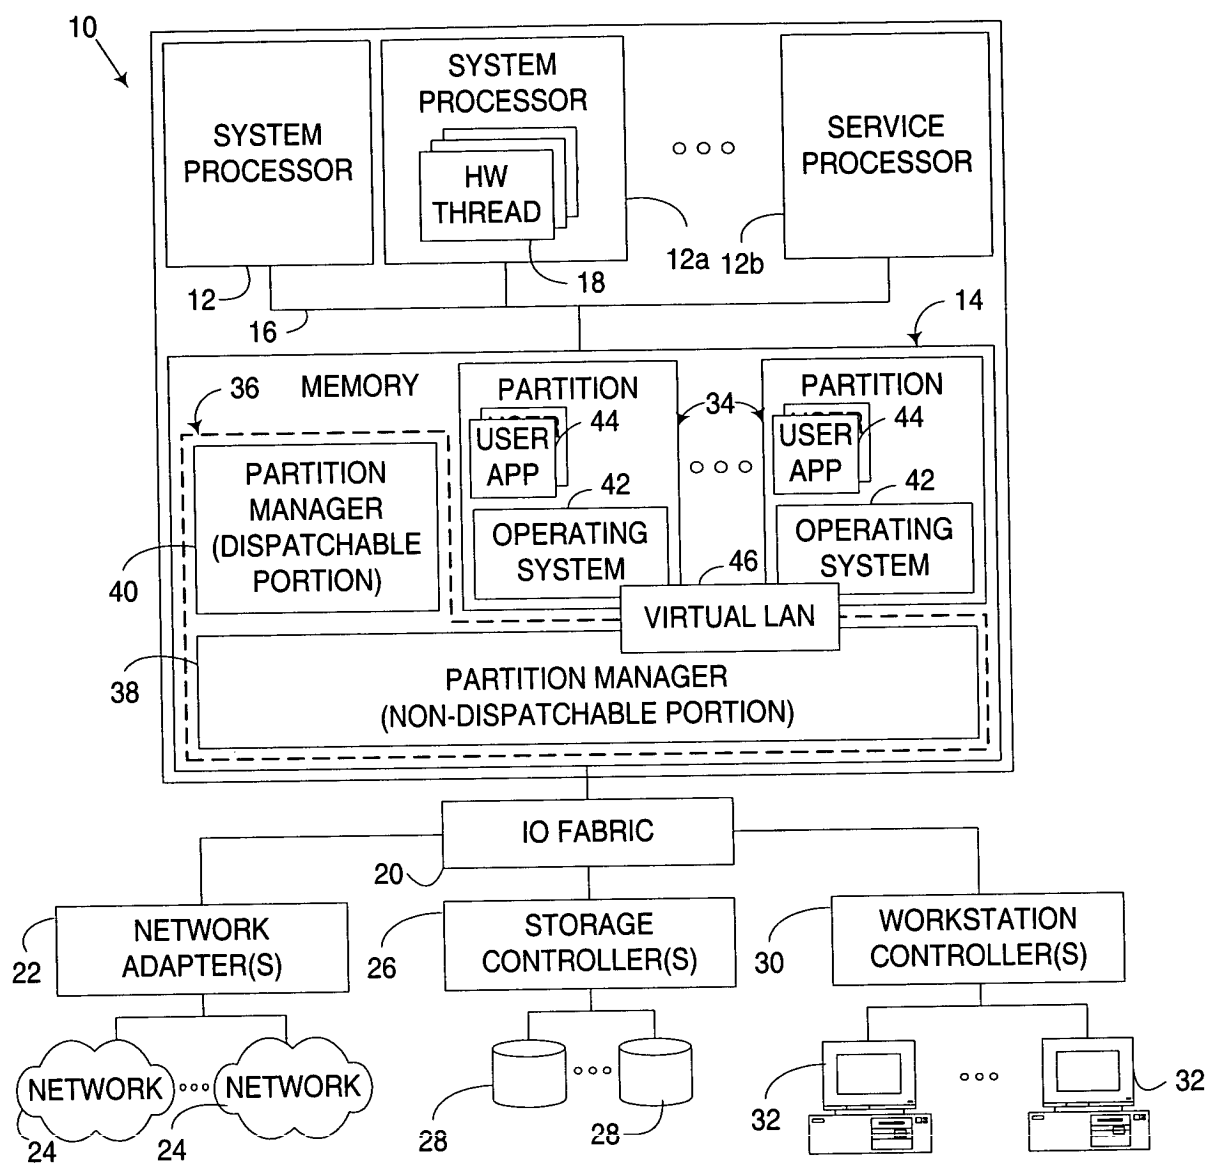 10
SYSTEM
PROCESSOR
SYSTEM
PROCESSOR
HW
THREAD
SERVICE
PROCESSOR
12
18
12a
12b
16
14
36
MEMORY
PARTITION
34
PARTITION
USER
APP
44
USER
APP
44
PARTITION
MANAGER
(DISPATCHABLE
PORTION)
42
OPERATING
SYSTEM
42
OPERATING
SYSTEM
40
46
VIRTUAL LAN
38
PARTITION MANAGER
(NON-DISPATCHABLE PORTION)
IO FABRIC
20
22
NETWORK
ADAPTER(S)
26
STORAGE
CONTROLLER(S)
30
WORKSTATION
CONTROLLER(S)
NETWORK
NETWORK
24
24
28
28
32
32